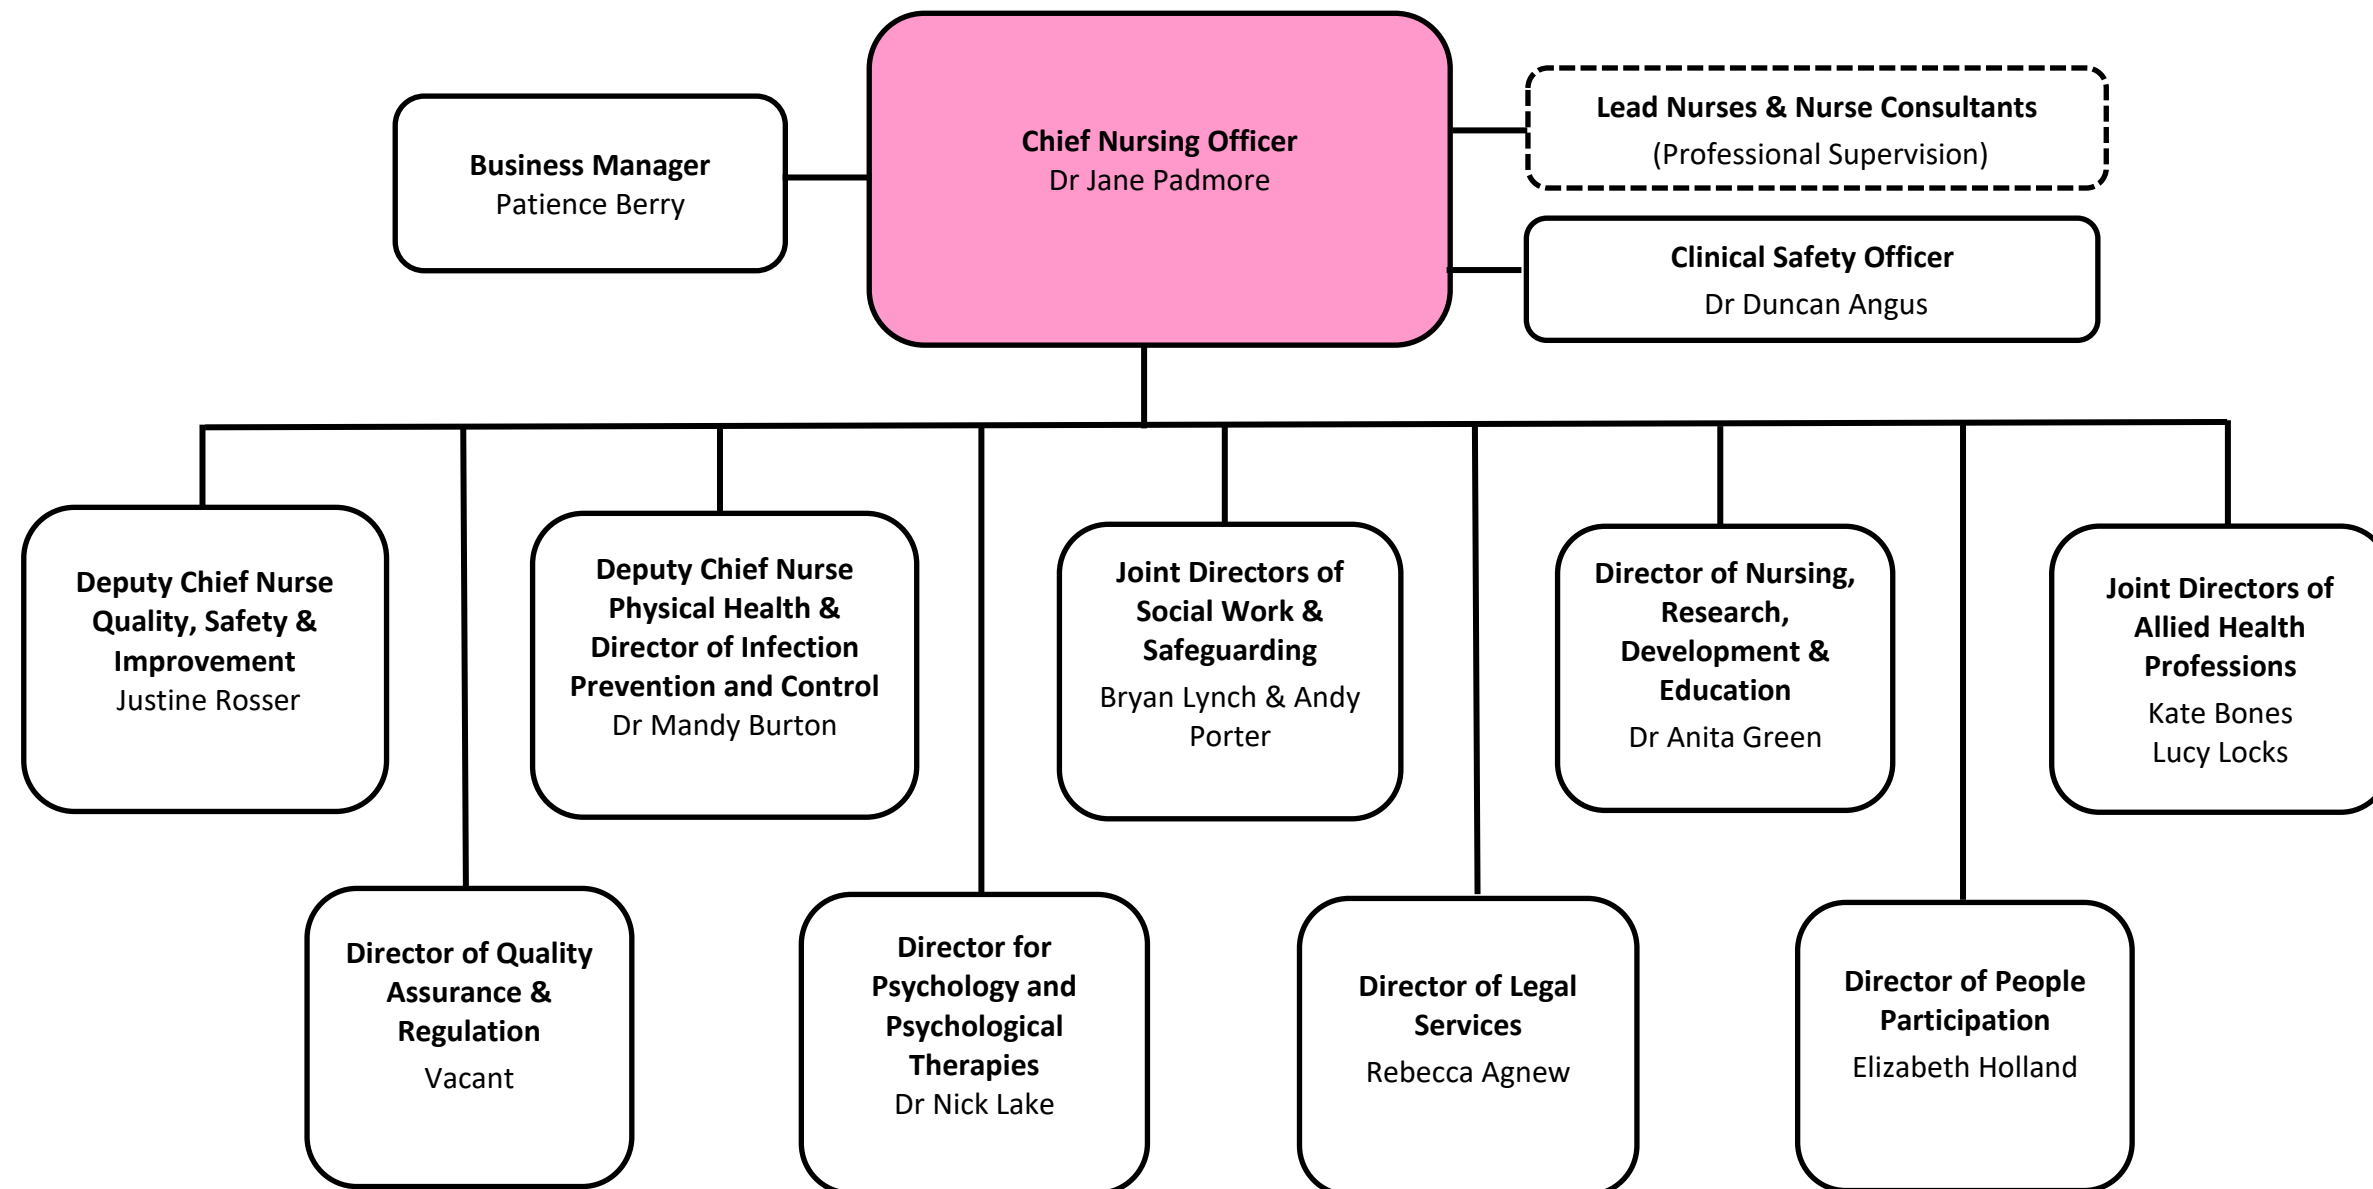 Chief Nursing Officer
Dr Jane Padmore
Business Manager
Patience Berry
Lead Nurses & Nurse Consultants
(Professional Supervision)
Clinical Safety Officer
Dr Duncan Angus
Deputy Chief Nurse
Quality, Safety &
Improvement
Justine Rosser
Deputy Chief Nurse
Physical Health &
Director of Infection
Prevention and Control
Dr Mandy Burton
Joint Directors of
Social Work &
Safeguarding
Bryan Lynch & Andy
Porter
Director of Nursing,
Research,
Development &
Education
Dr Anita Green
Joint Directors of
Allied Health
Professions
Kate Bones
Lucy Locks
Director of Quality
Assurance &
Regulation
Vacant
Director for
Psychology and
Psychological
Therapies
Dr Nick Lake
Director of Legal
Services
Rebecca Agnew
Director of People
Participation
Elizabeth Holland